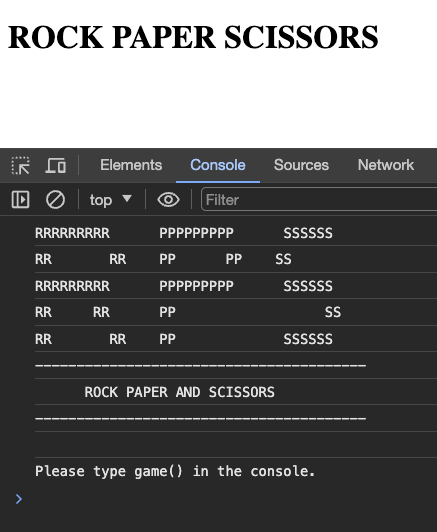 ROCK PAPER SCISSORS
Elements Console Sources Network
top ▼ Filter
RRRRRRRRR      PPPPPPPPP      SSSSSS
RR       RR    PP      PP    SS
RRRRRRRRR      PPPPPPPPP      SSSSSS
RR     RR      PP                  SS
RR       RR    PP             SSSSSS
----------------------------------------
      ROCK PAPER AND SCISSORS
----------------------------------------
Please type game() in the console.
>